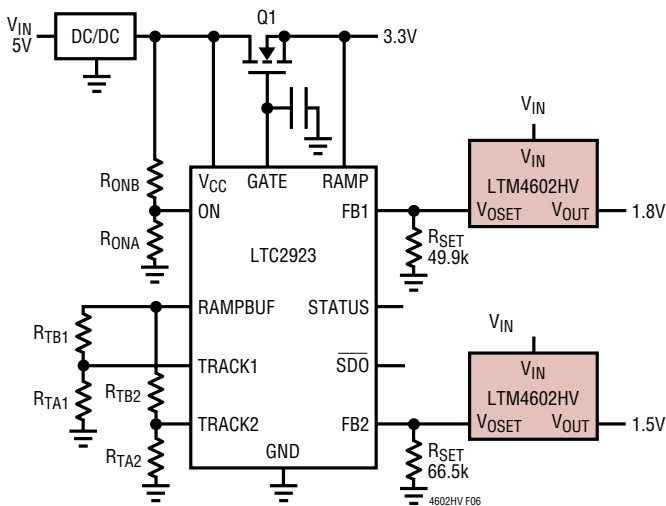 Q1
VIN
5V
DC/DC
3.3V
VIN
RONB
VCC
GATE
RAMP
VIN
LTM4602HV
ON
FB1
VOSET
VOUT
1.8V
RONA
LTC2923
RSET
49.9k
RAMPBUF
STATUS
RTB1
VIN
TRACK1
SDO
VIN
RTA1
RTB2
LTM4602HV
TRACK2
FB2
VOSET
VOUT
1.5V
GND
RTA2
RSET
66.5k
4602HV F06